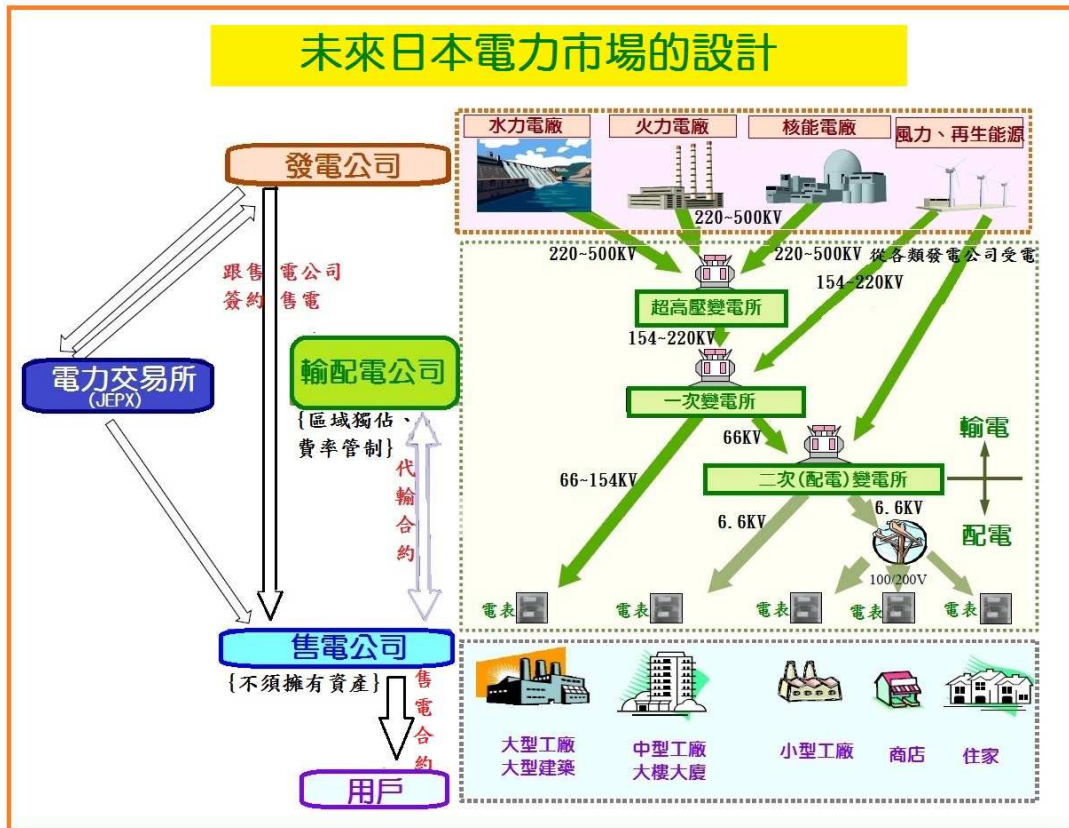 未來日本電力市場的設計
水力電廠
火力電廠
核能電廠
風力、再生能源
發電公司
220~500KV
220~500KV
220~500KV
從各類發電公司受電
154~220KV
跟售電公司
簽約售電
超高壓變電所
154~220KV
電力交易所
(JEPX)
輸配電公司
{區域獨佔、
費率管制}
一次變電所
66KV
輸電
代輸合約
66~154KV
二次(配電)變電所
6.6KV
6.6KV
配電
100/200V
電表
電表
電表
電表
電表
售電公司
{不須擁有資產}
售電合約
用戶
大型工廠
大型建築
中型工廠
大樓大廈
小型工廠
商店
住家